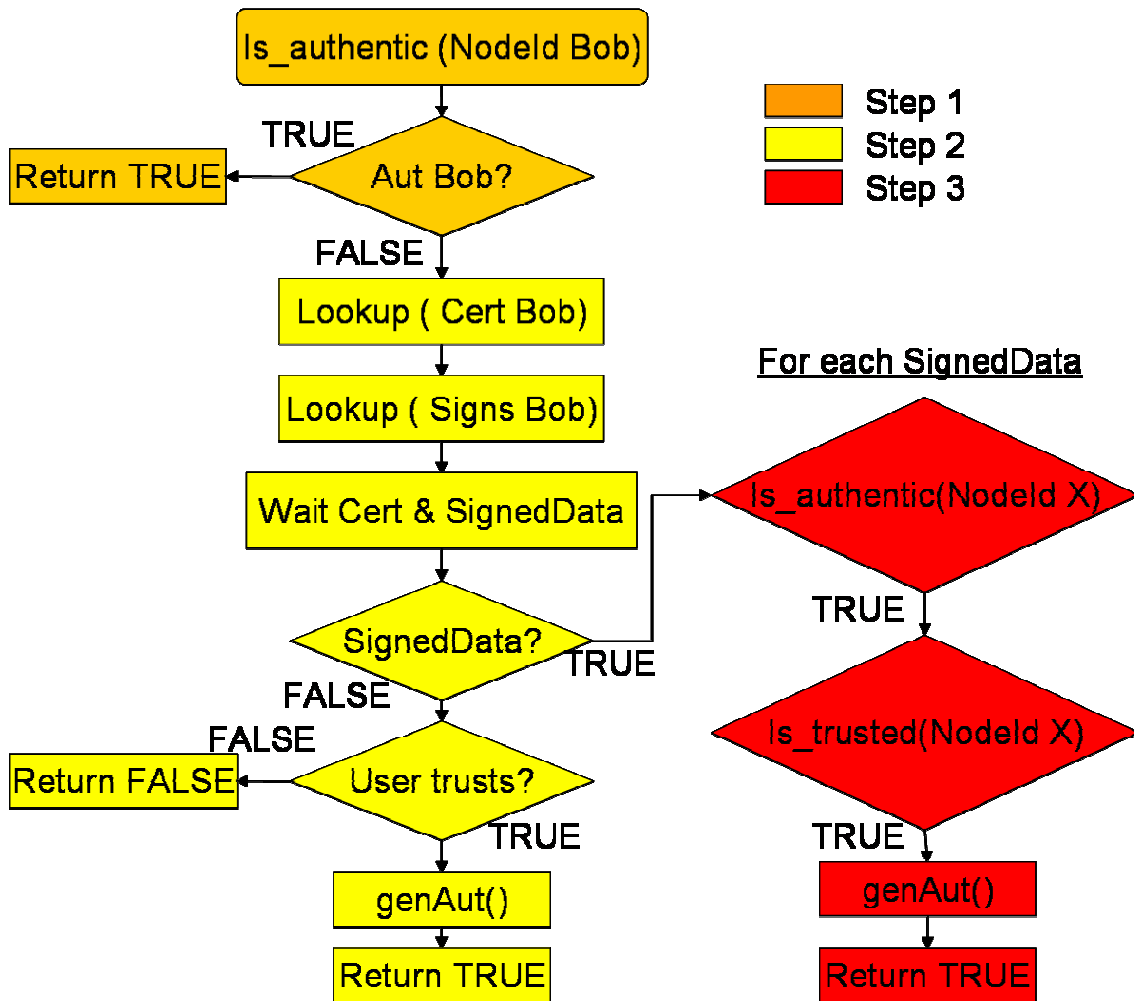 Is_authentic (NodeId Bob)
Step 1
Step 2
Step 3
TRUE
Return TRUE
Aut Bob?
FALSE
Lookup ( Cert Bob)
Lookup ( Signs Bob)
Wait Cert & SignedData
SignedData?
TRUE
FALSE
FALSE
Return FALSE
User trusts?
TRUE
genAut()
Return TRUE
For each SignedData
Is_authentic(NodeId X)
TRUE
Is_trusted(NodeId X)
TRUE
genAut()
Return TRUE